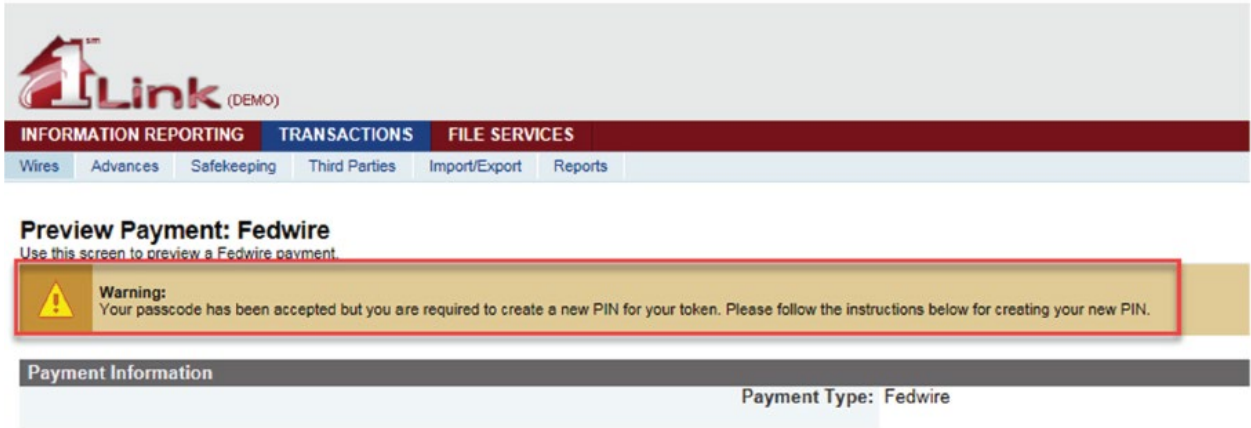 1 sm
Link (DEMO)
INFORMATION REPORTING TRANSACTIONS FILE SERVICES
Wires Advances Safekeeping Third Parties Import/Export Reports
Preview Payment: Fedwire
Use this screen to preview a Fedwire payment.
Warning:
Your passcode has been accepted but you are required to create a new PIN for your token. Please follow the instructions below for creating your new PIN.
Payment Information
Payment Type: Fedwire